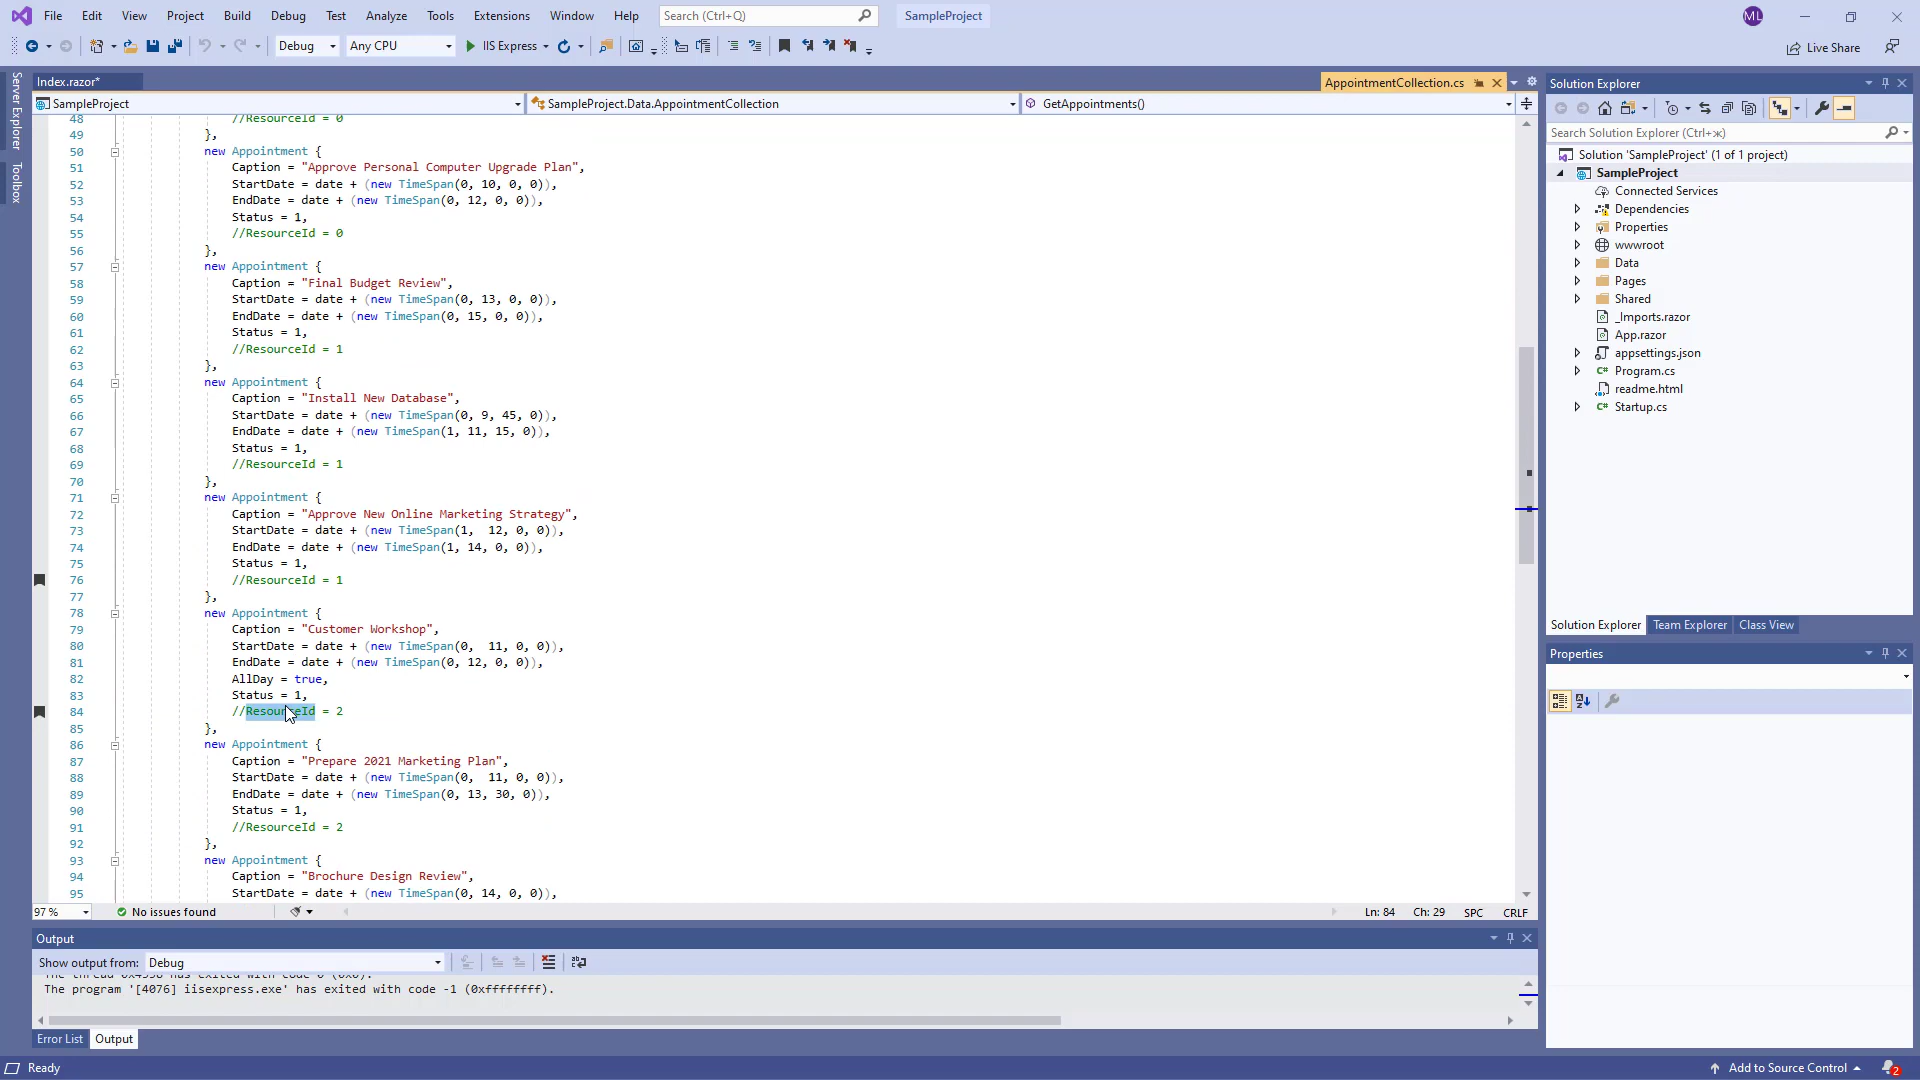 File Edit View Project Build Debug Test Analyze Tools Extensions Window Help Search (Ctrl+Q) SampleProject ML
Debug Any CPU IIS Express Live Share
Server Explorer
Toolbox
Index.razor* AppointmentCollection.cs
SampleProject SampleProject.Data.AppointmentCollection GetAppointments()
48 //ResourceId = 0
49 },
50 new Appointment {
51 Caption = "Approve Personal Computer Upgrade Plan",
52 StartDate = date + (new TimeSpan(0, 10, 0, 0)),
53 EndDate = date + (new TimeSpan(0, 12, 0, 0)),
54 Status = 1,
55 //ResourceId = 0
56 },
57 new Appointment {
58 Caption = "Final Budget Review",
59 StartDate = date + (new TimeSpan(0, 13, 0, 0)),
60 EndDate = date + (new TimeSpan(0, 15, 0, 0)),
61 Status = 1,
62 //ResourceId = 1
63 },
64 new Appointment {
65 Caption = "Install New Database",
66 StartDate = date + (new TimeSpan(0, 9, 45, 0)),
67 EndDate = date + (new TimeSpan(1, 11, 15, 0)),
68 Status = 1,
69 //ResourceId = 1
70 },
71 new Appointment {
72 Caption = "Approve New Online Marketing Strategy",
73 StartDate = date + (new TimeSpan(1,  12, 0, 0)),
74 EndDate = date + (new TimeSpan(1, 14, 0, 0)),
75 Status = 1,
76 //ResourceId = 1
77 },
78 new Appointment {
79 Caption = "Customer Workshop",
80 StartDate = date + (new TimeSpan(0,  11, 0, 0)),
81 EndDate = date + (new TimeSpan(0, 12, 0, 0)),
82 AllDay = true,
83 Status = 1,
84 //ResourceId = 2
85 },
86 new Appointment {
87 Caption = "Prepare 2021 Marketing Plan",
88 StartDate = date + (new TimeSpan(0,  11, 0, 0)),
89 EndDate = date + (new TimeSpan(0, 13, 30, 0)),
90 Status = 1,
91 //ResourceId = 2
92 },
93 new Appointment {
94 Caption = "Brochure Design Review",
95 StartDate = date + (new TimeSpan(0, 14, 0, 0)),
97 % No issues found Ln: 84 Ch: 29 SPC CRLF
Output
Show output from: Debug
The thread 0x4398 has exited with code 0 (0x0).
The program '[4076] iisexpress.exe' has exited with code -1 (0xffffffff).
Error List Output
Solution Explorer
Search Solution Explorer (Ctrl+ж)
Solution 'SampleProject' (1 of 1 project)
SampleProject
Connected Services
Dependencies
Properties
wwwroot
Data
Pages
Shared
_Imports.razor
App.razor
appsettings.json
C# Program.cs
readme.html
C# Startup.cs
Solution Explorer Team Explorer Class View
Properties
Ready Add to Source Control 2